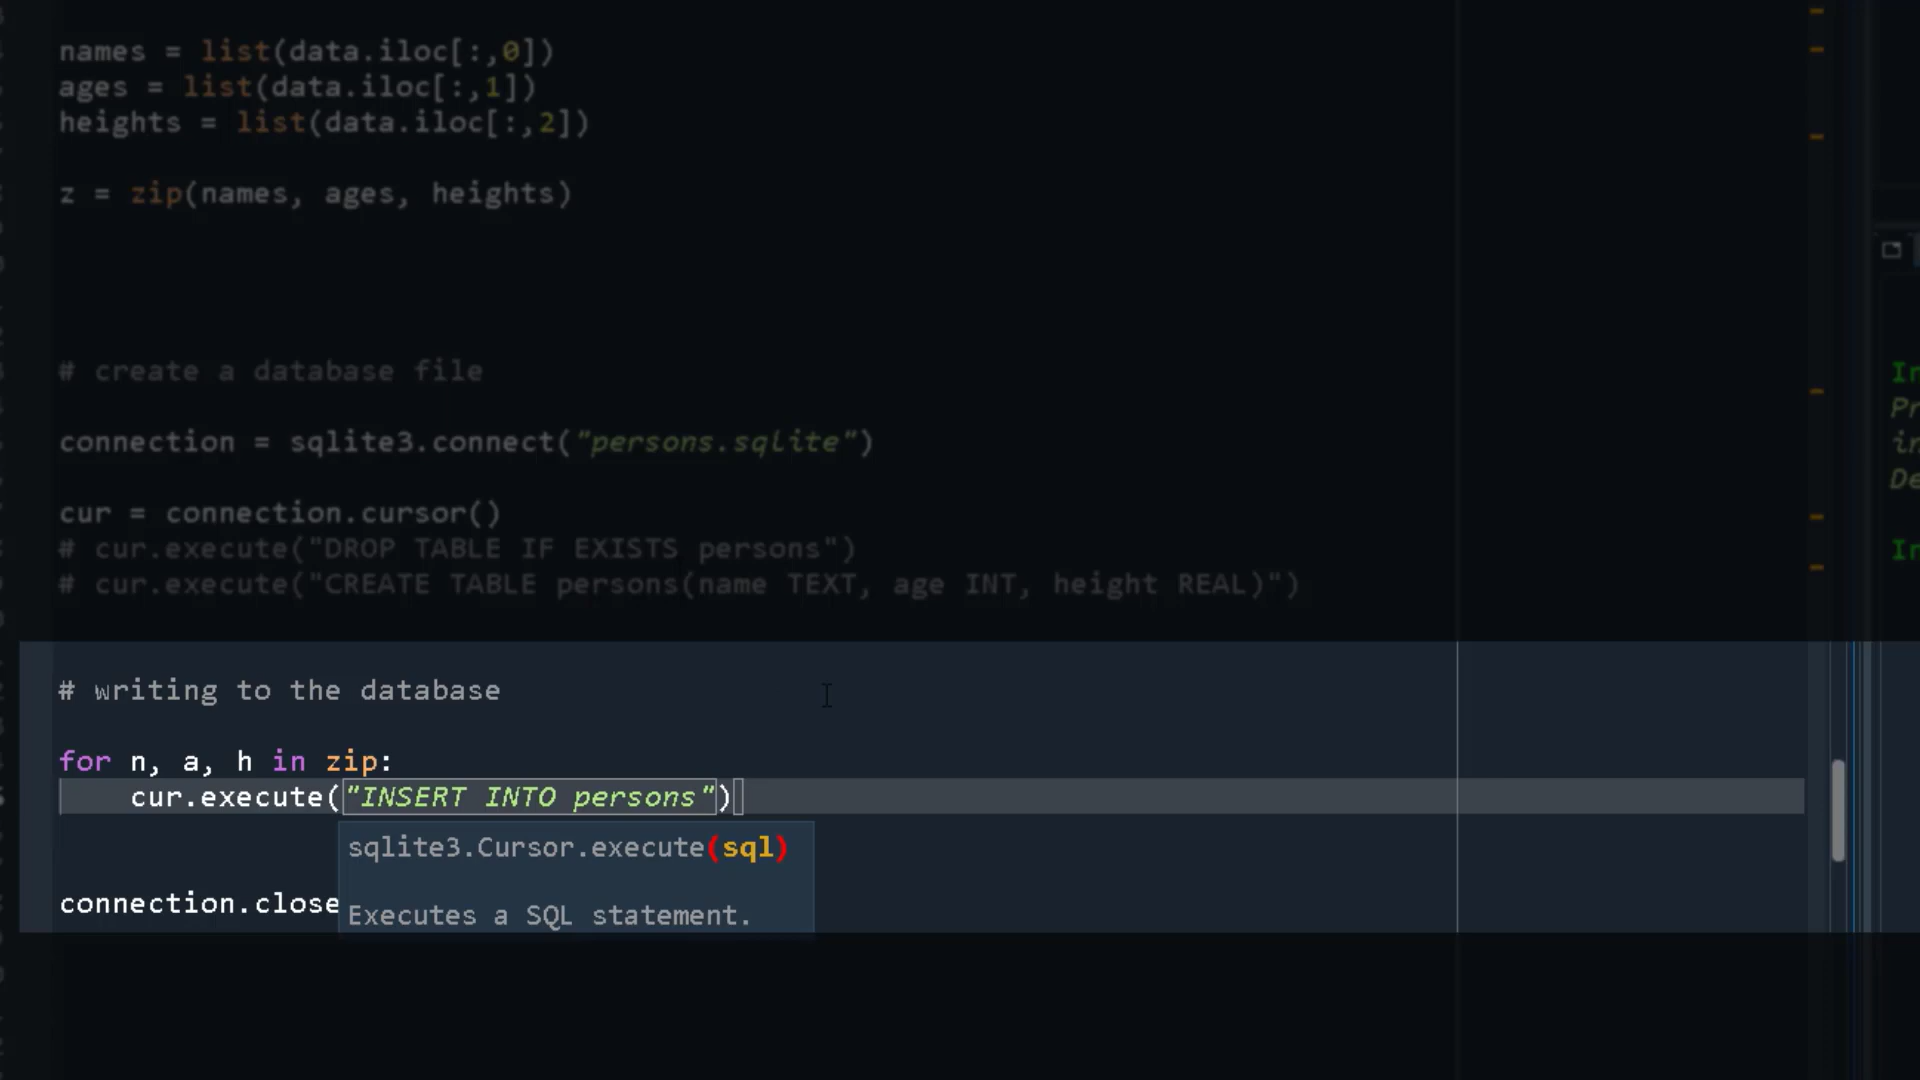 names = list(data.iloc[:,0])
ages = list(data.iloc[:,1])
heights = list(data.iloc[:,2])
z = zip(names, ages, heights)
# create a database file
connection = sqlite3.connect("persons.sqlite")
cur = connection.cursor()
# cur.execute("DROP TABLE IF EXISTS persons")
# cur.execute("CREATE TABLE persons(name TEXT, age INT, height REAL)")
# writing to the database
for n, a, h in zip:
cur.execute("INSERT INTO persons")
sqlite3.Cursor.execute(sql)
Executes a SQL statement.
connection.close